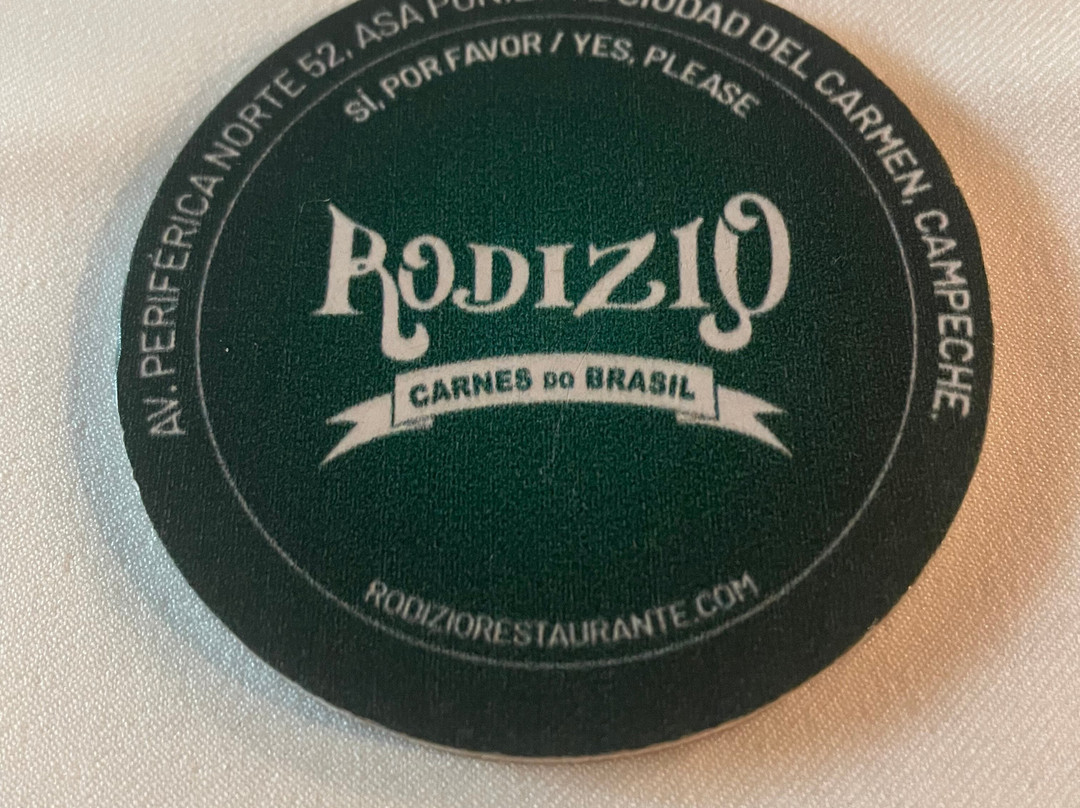 AV. PERIFÉRICA NORTE 52, ASA CIUDAD DEL CARMEN, CAMPECHE.
SÍ, POR FAVOR / YES, PLEASE
RODIZIO
CARNES DO BRASIL
RODIZIORESTAURANTE.COM